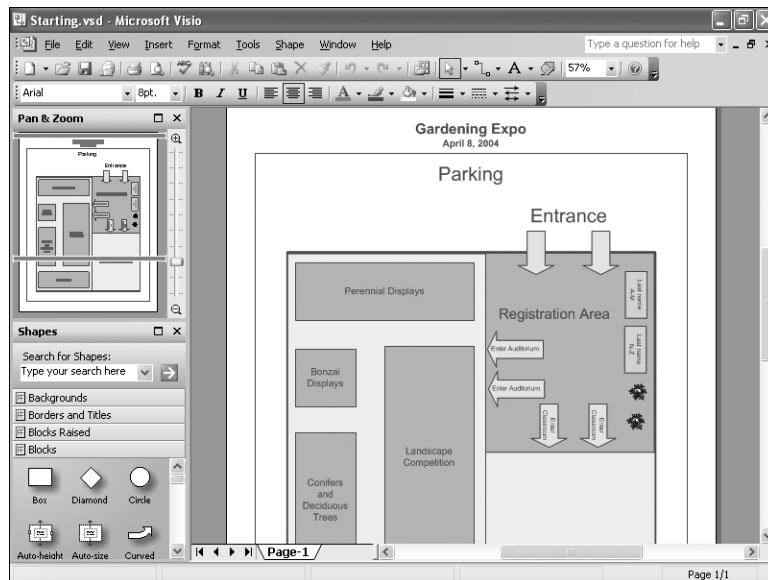 Starting.vsd - Microsoft Visio
File Edit View Insert Format Tools Shape Window Help
Type a question for help
57%
Arial 8pt. B I U
Pan & Zoom
Parking
Entrance
Gardening Expo
April 8, 2004
Parking
Entrance
Perennial Displays
Registration Area
Last name
A-M
Last name
N-Z
Enter Auditorium
Enter Auditorium
Enter
Classroom
Enter
Classroom
Bonzai
Displays
Landscape
Competition
Conifers
and
Deciduous
Trees
Shapes
Search for Shapes:
Type your search here
Backgrounds
Borders and Titles
Blocks Raised
Blocks
Box Diamond Circle
Auto-height Auto-size Curved
Page-1
Page 1/1